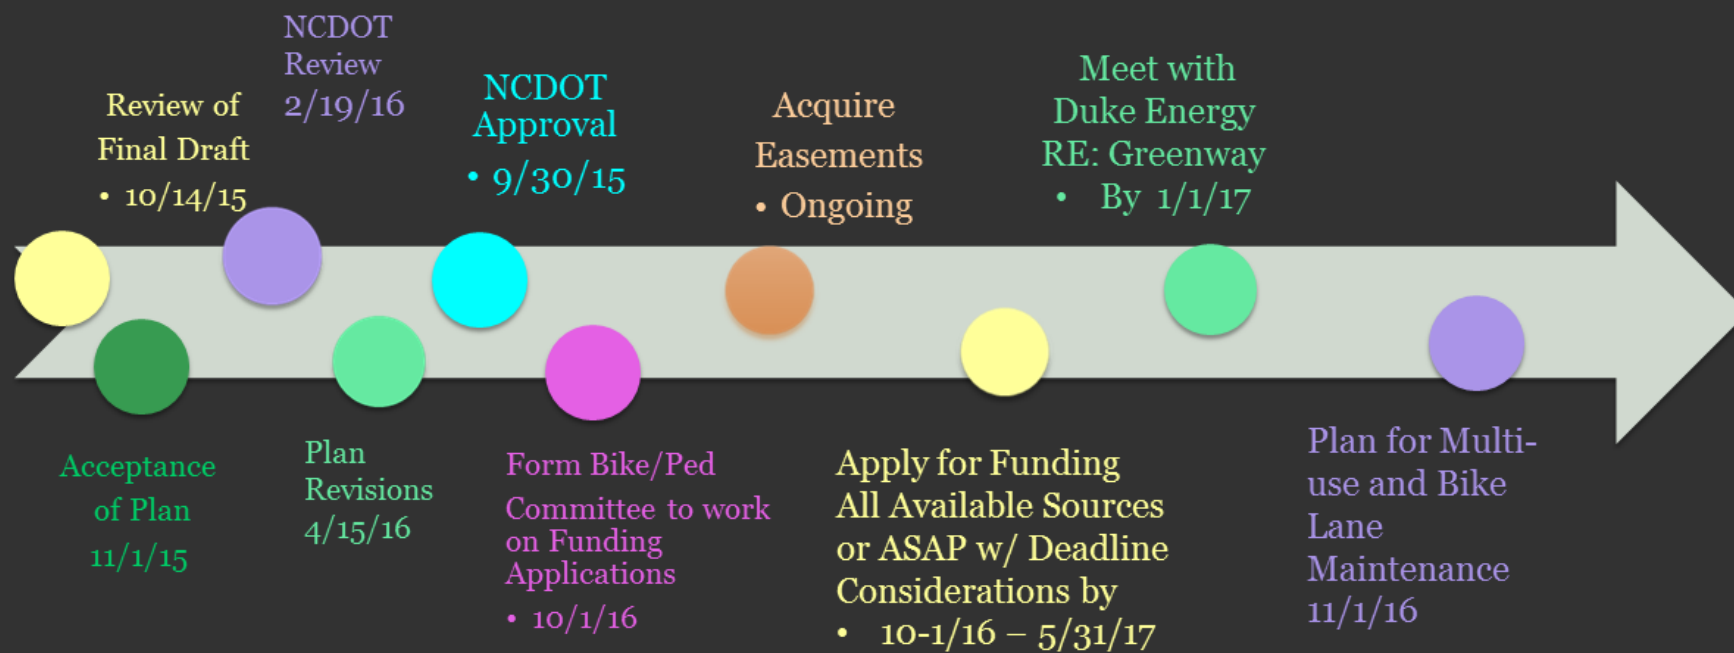 Review of
Final Draft
• 10/14/15
NCDOT
Review
2/19/16
NCDOT
Approval
• 9/30/15
Acquire
Easements
• Ongoing
Meet with
Duke Energy
RE: Greenway
• By 1/1/17
Acceptance
of Plan
11/1/15
Plan
Revisions
4/15/16
Form Bike/Ped
Committee to work
on Funding
Applications
• 10/1/16
Apply for Funding
All Available Sources
or ASAP w/ Deadline
Considerations by
• 10-1/16 – 5/31/17
Plan for Multi-
use and Bike
Lane
Maintenance
11/1/16